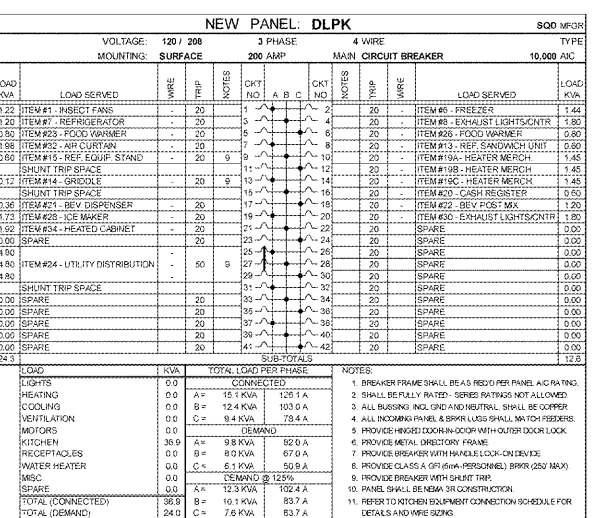 NEW PANEL: DLPK SQD MFGR
VOLTAGE: 120 / 208 3 PHASE 4 WIRE TYPE
MOUNTING: SURFACE 200 AMP MAIN CIRCUIT BREAKER 10,000 AIC
LOAD KVA LOAD SERVED WIRE TRIP NOTES CKT NO A B C CKT NO NOTES TRIP WIRE LOAD SERVED LOAD KVA
1.22 ITEM #1 - INSECT FANS - 20 1 2 20 - ITEM #6 - FREEZER 1.44
1.20 ITEM #7 - REFRIGERATOR - 20 3 4 20 - ITEM #8 - EXHAUST LIGHTS/CNTR 1.80
0.80 ITEM #23 - FOOD WARMER - 20 5 6 20 - ITEM #26 - FOOD WARMER 0.80
1.98 ITEM #32 - AIR CURTAIN - 20 7 8 20 - ITEM #13 - REF. SANDWICH UNIT 0.60
0.60 ITEM #15 - REF. EQUIP. STAND - 20 9 9 10 20 - ITEM #19A - HEATER MERCH. 1.45
SHUNT TRIP SPACE 11 12 20 - ITEM #19B - HEATER MERCH 1.45
0.12 ITEM #14 - GRIDDLE - 20 9 13 14 20 - ITEM #19C - HEATER MERCH. 1.45
SHUNT TRIP SPACE 15 16 20 - ITEM #20 - CASH REGISTER 0.60
0.36 ITEM #21 - BEV. DISPENSER - 20 17 18 20 - ITEM #22 - BEV POST MIX 1.20
1.73 ITEM #28 - ICE MAKER - 20 19 20 20 - ITEM #30 - EXHAUST LIGHTS/CNTR 1.80
1.92 ITEM #34 - HEATED CABINET - 20 21 22 20 SPARE 0.00
0.00 SPARE 20 23 24 20 SPARE 0.00
4.80 - 25 26 20 SPARE 0.00
4.80 ITEM #24 - UTILITY DISTRIBUTION - 50 9 27 28 20 SPARE 0.00
4.80 - 29 30 20 SPARE 0.00
SHUNT TRIP SPACE 31 32 20 SPARE 0.00
0.00 SPARE 20 33 34 20 SPARE 0.00
0.00 SPARE 20 35 36 20 SPARE 0.00
0.00 SPARE 20 37 38 20 SPARE 0.00
0.00 SPARE 20 39 40 20 SPARE 0.00
0.00 SPARE 20 41 42 20 SPARE 0.00
24.3 SUB-TOTALS 12.6
LOAD KVA TOTAL LOAD PER PHASE NOTES:
LIGHTS 0.0 CONNECTED 1. BREAKER FRAME SHALL BE AS REQ'D PER PANEL AIC RATING.
HEATING 0.0 A = 15.1 KVA 126.1 A 2. SHALL BE FULLY RATED - SERIES RATINGS NOT ALLOWED.
COOLING 0.0 B = 12.4 KVA 103.0 A 3. ALL BUSSING, INCL GND AND NEUTRAL, SHALL BE COPPER
VENTILATION 0.0 C = 9.4 KVA 78.4 A 4. ALL INCOMING PANEL & BRKR LUGS SHALL MATCH FEEDERS.
MOTORS 0.0 DEMAND 5. PROVIDE HINGED DOOR-IN-DOOR WITH OUTER DOOR LOCK.
KITCHEN 36.9 A = 9.8 KVA 82.0 A 6. PROVIDE METAL DIRECTORY FRAME.
RECEPTACLES 0.0 B = 8.0 KVA 67.0 A 7. PROVIDE BREAKER WITH HANDLE LOCK-ON DEVICE
WATER HEATER 0.0 C = 6.1 KVA 50.9 A 8. PROVIDE CLASS A GFI (6mA-PERSONNEL) BRKR (250' MAX).
MISC 0.0 DEMAND @ 125% 9. PROVIDE BREAKER WITH SHUNT TRIP.
SPARE 0.0 A = 12.3 KVA 102.4 A 10. PANEL SHALL BE NEMA 3R CONSTRUCTION.
TOTAL (CONNECTED) 36.9 B = 10.1 KVA 83.7 A 11. REFER TO KITCHEN EQUIPMENT CONNECTION SCHEDULE FOR
TOTAL (DEMAND) 24.0 C = 7.6 KVA 63.7 A DETAILS AND WIRE SIZING.